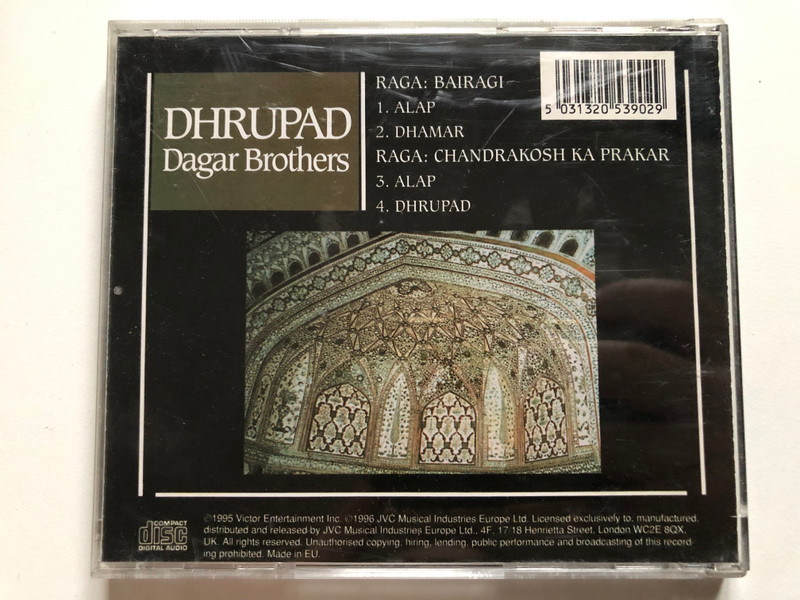 DHRUPAD
Dagar Brothers
RAGA: BAIRAGI
1. ALAP
2. DHAMAR
RAGA: CHANDRAKOSH KA PRAKAR
3. ALAP
4. DHRUPAD
5 031320 539029
COMPACT
disc
DIGITAL AUDIO
©1995 Victor Entertainment Inc. ©1996 JVC Musical Industries Europe Ltd. Licensed exclusively to, manufactured,
distributed and released by JVC Musical Industries Europe Ltd., 4F, 17-18 Henrietta Street, London WC2E 8QX,
UK. All rights reserved. Unauthorised copying, hiring, lending, public performance and broadcasting of this record-
ing prohibited. Made in EU.